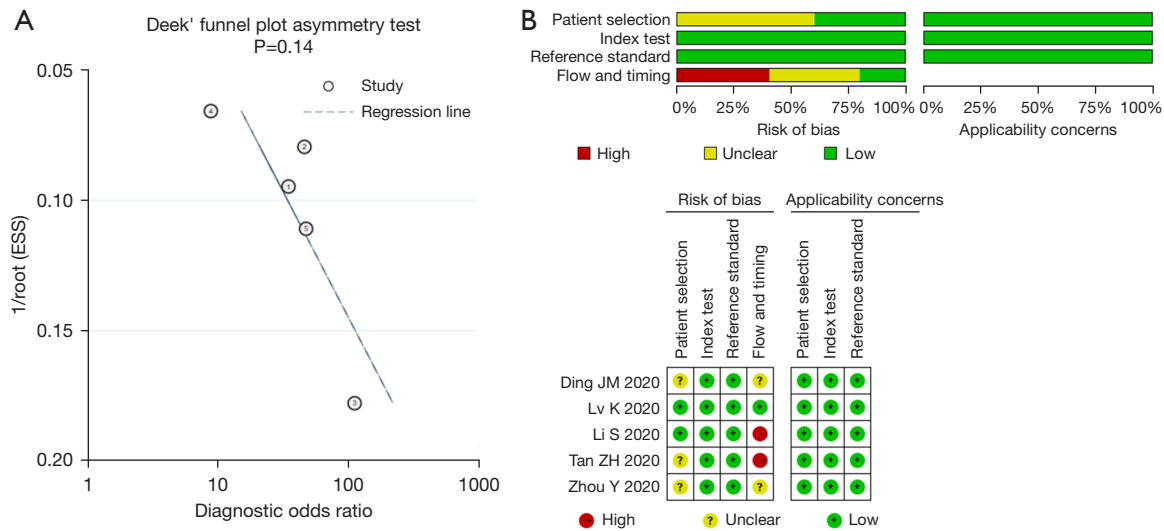 A
Deek' funnel plot asymmetry test
P=0.14
0.05
0.10
0.15
0.20
1/root (ESS)
Study
Regression line
4
2
1
5
3
1 10 100 1000
Diagnostic odds ratio
B
Patient selection
Index test
Reference standard
Flow and timing
0% 25% 50% 75% 100% 0% 25% 50% 75% 100%
Risk of bias Applicability concerns
High Unclear Low
Risk of bias Applicability concerns
Patient selection Index test Reference standard Flow and timing Patient selection Index test Reference standard
Ding JM 2020 ? + + ? + + +
Lv K 2020 + + + + + + +
Li S 2020 + + + - + + +
Tan ZH 2020 ? + + - + + +
Zhou Y 2020 ? + + ? + + +
- High ? Unclear + Low